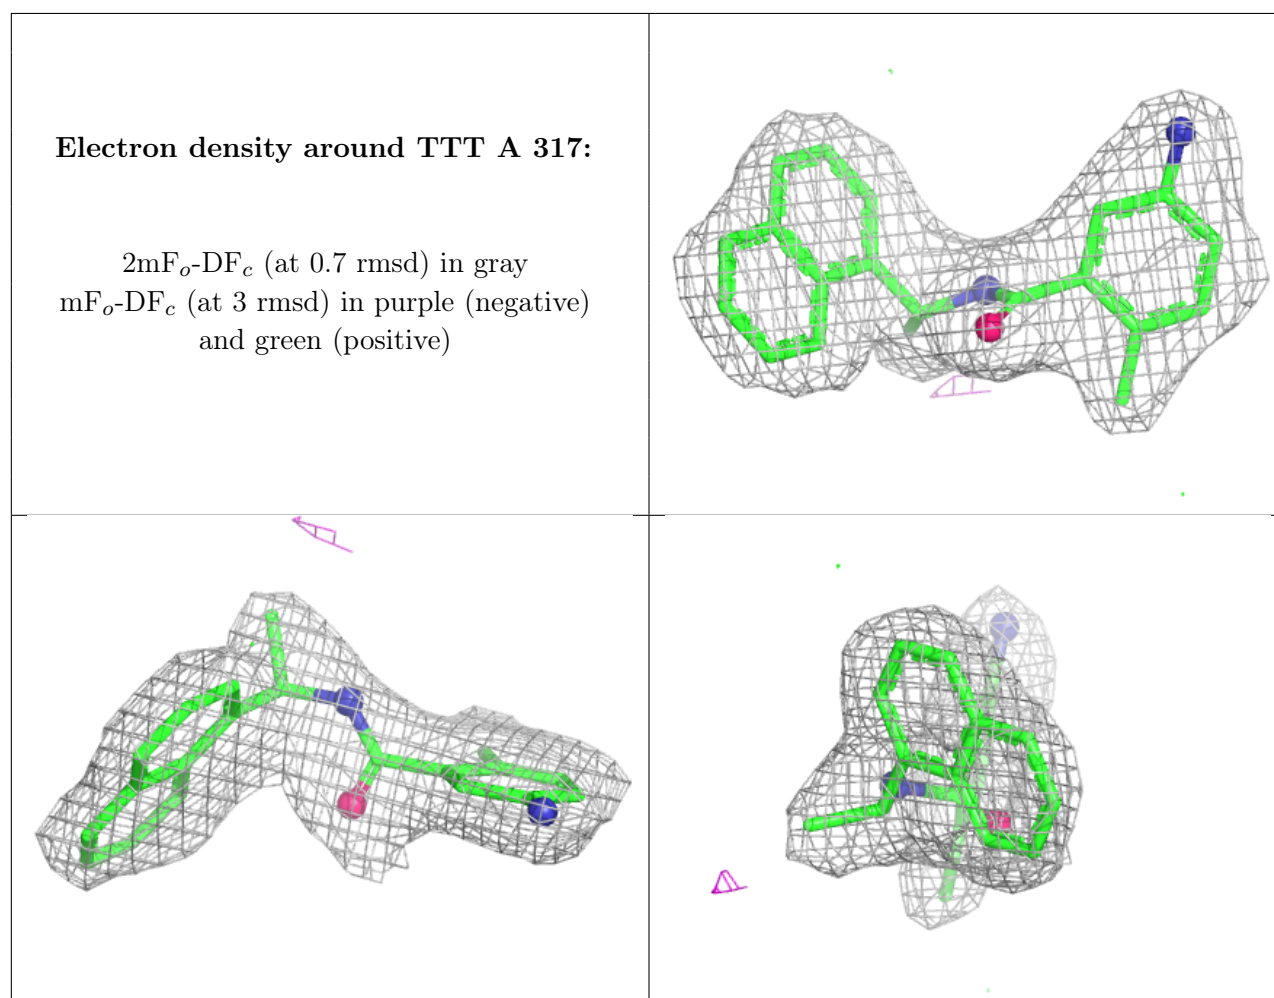 Electron density around TTT A 317:
2mFo-DFc (at 0.7 rmsd) in gray
mFo-DFc (at 3 rmsd) in purple (negative)
and green (positive)